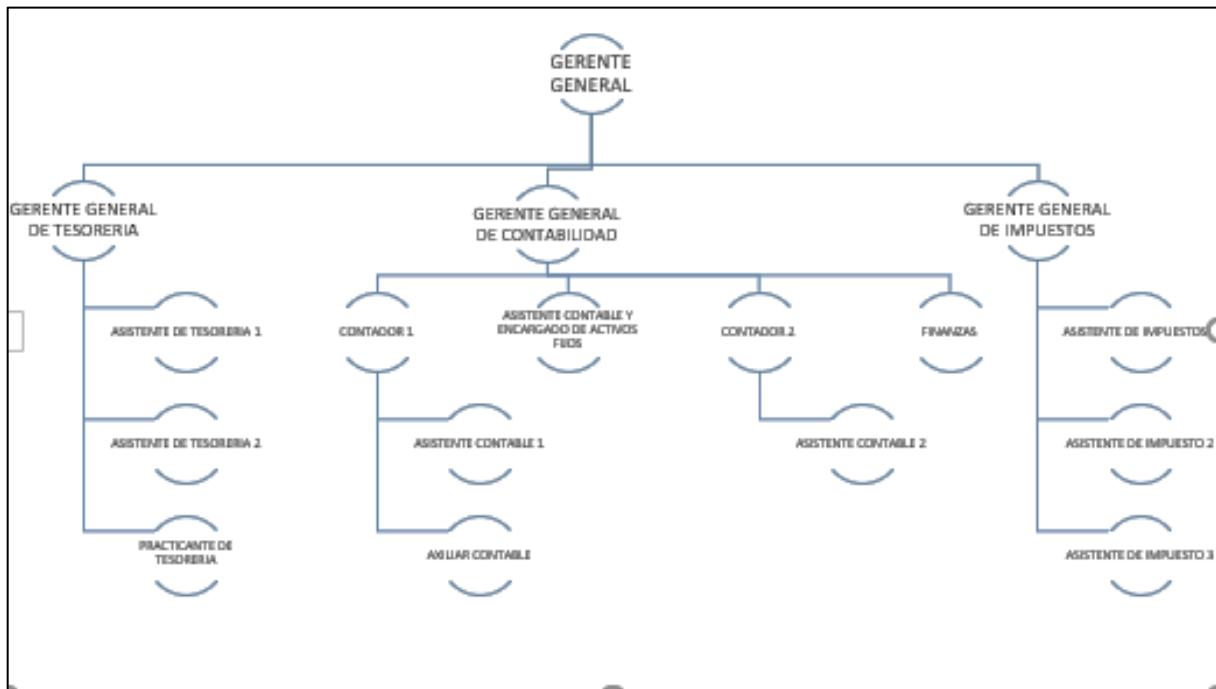 GERENTE
GENERAL
GERENTE GENERAL
DE TESORERIA
GERENTE GENERAL
DE CONTABILIDAD
GERENTE GENERAL
DE IMPUESTOS
ASISTENTE DE TESORERIA 1
CONTADOR 1
ASISTENTE CONTABLE Y
ENCARGADO DE ACTIVOS
FIJOS
CONTADOR 2
FINANZAS
ASISTENTE DE IMPUESTOS
ASISTENTE DE TESORERIA 2
ASISTENTE CONTABLE 1
ASISTENTE CONTABLE 2
ASISTENTE DE IMPUESTO 2
PRACTICANTE DE
TESORERIA
AXILIAR CONTABLE
ASISTENTE DE IMPUESTO 3